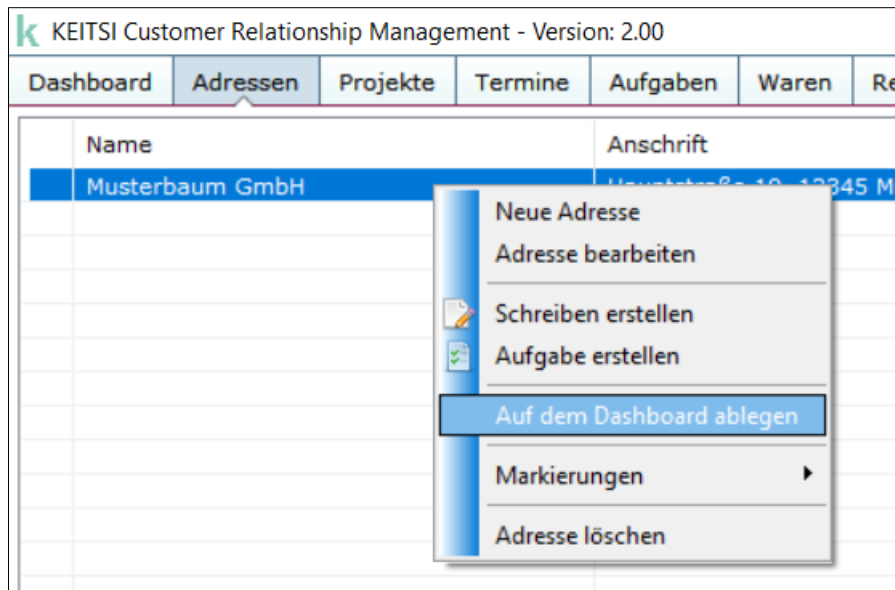 k KEITSI Customer Relationship Management - Version: 2.00
Dashboard Adressen Projekte Termine Aufgaben Waren Re
Name Anschrift
Musterbaum GmbH
Neue Adresse
Adresse bearbeiten
Schreiben erstellen
Aufgabe erstellen
Auf dem Dashboard ablegen
Markierungen
Adresse löschen